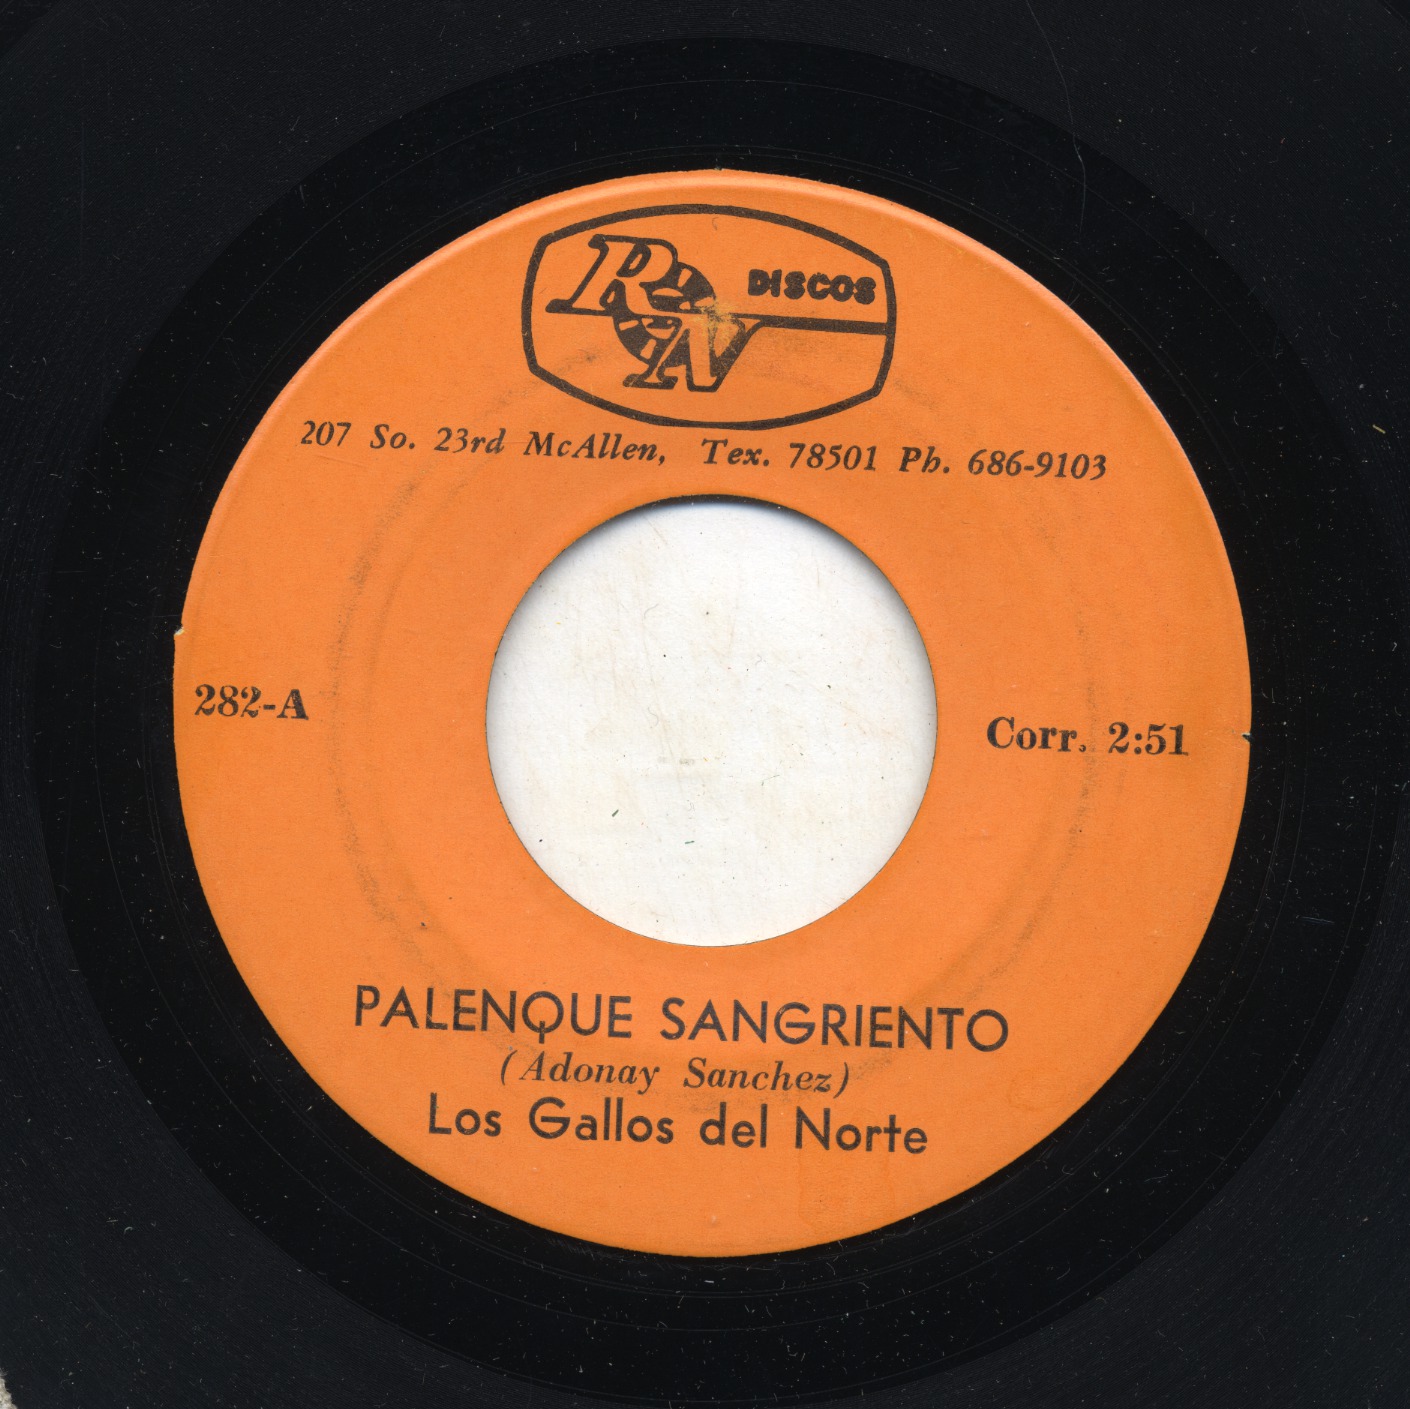 RyN DISCOS
207 So. 23rd McAllen, Tex. 78501 Ph. 686-9103
282-A
Corr. 2:51
PALENQUE SANGRIENTO
(Adonay Sanchez)
Los Gallos del Norte